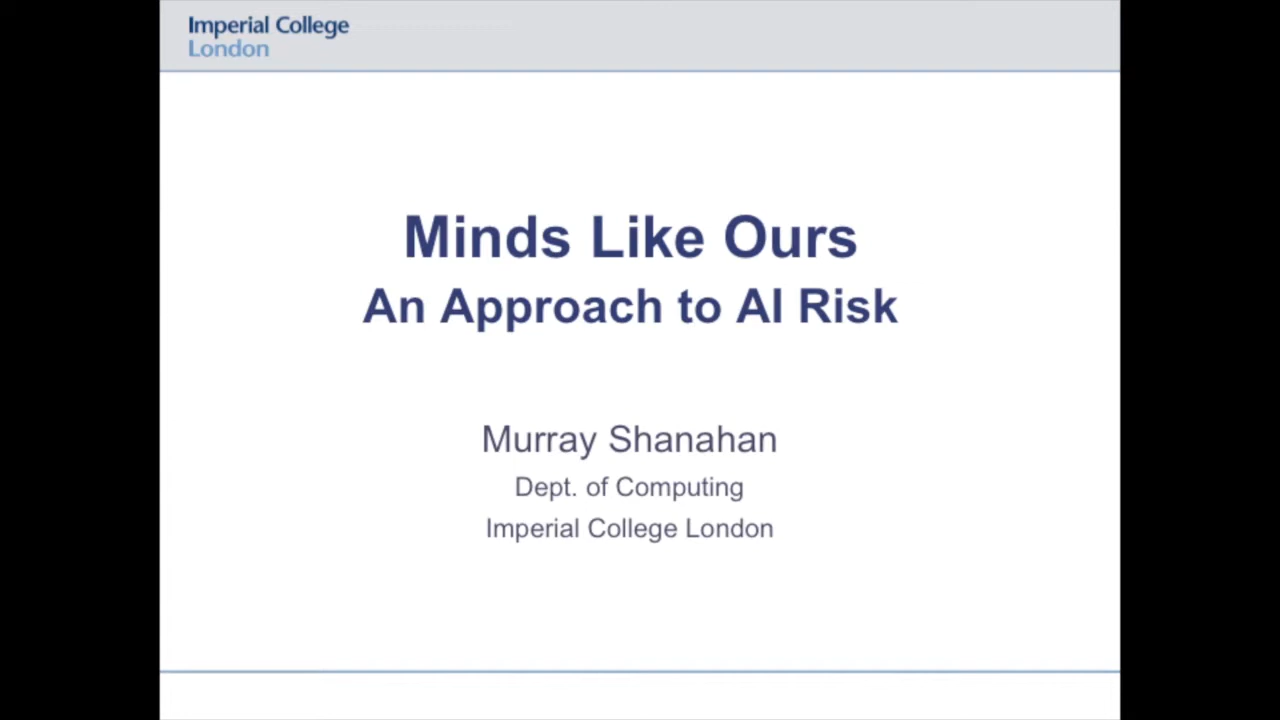 Imperial College
London
Minds Like Ours
An Approach to AI Risk
Murray Shanahan
Dept. of Computing
Imperial College London